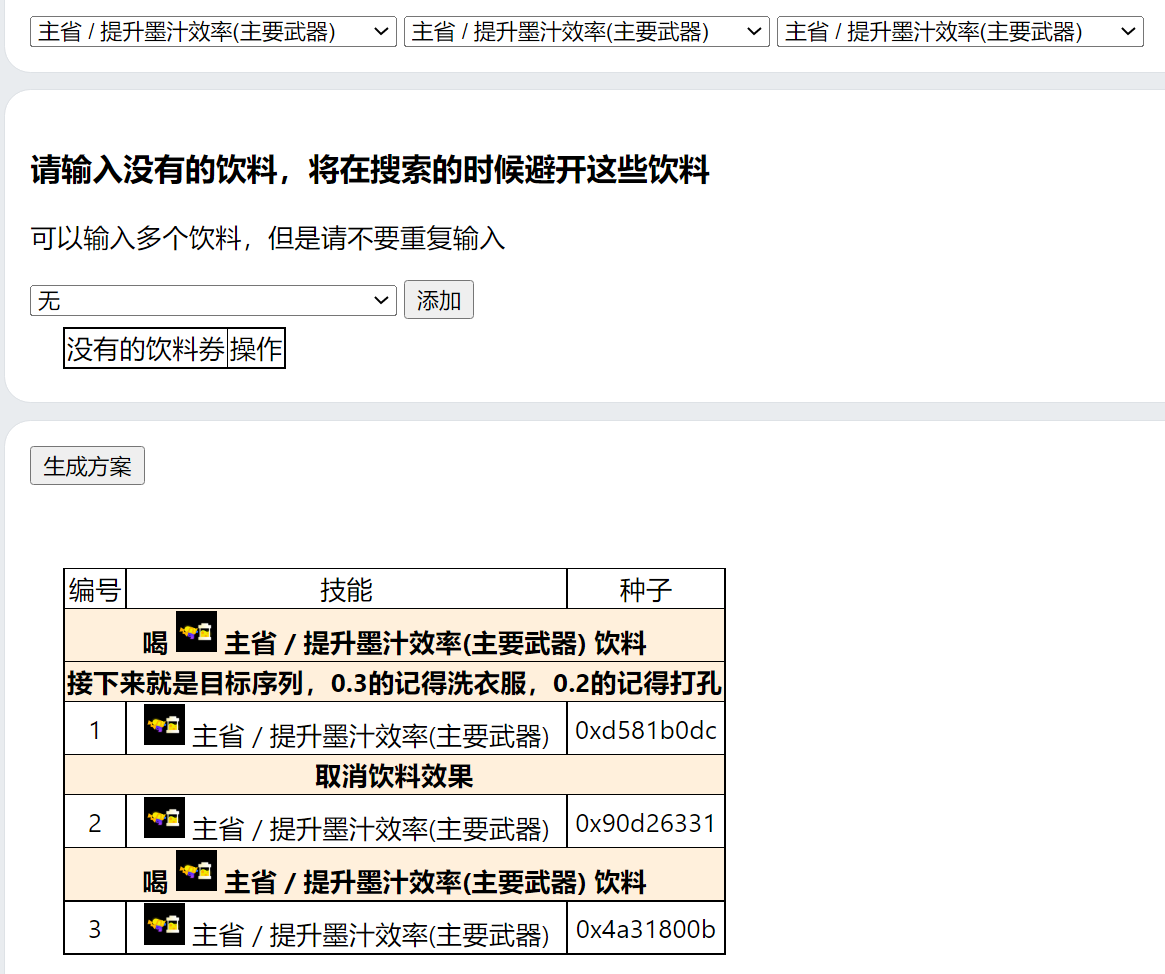 主省 / 提升墨汁效率(主要武器) 主省 / 提升墨汁效率(主要武器) 主省 / 提升墨汁效率(主要武器)
请输入没有的饮料，将在搜索的时候避开这些饮料
可以输入多个饮料，但是请不要重复输入
无 添加
没有的饮料券 操作
生成方案
编号 技能 种子
喝 主省 / 提升墨汁效率(主要武器) 饮料
接下来就是目标序列，0.3的记得洗衣服，0.2的记得打孔
1 主省 / 提升墨汁效率(主要武器) 0xd581b0dc
取消饮料效果
2 主省 / 提升墨汁效率(主要武器) 0x90d26331
喝 主省 / 提升墨汁效率(主要武器) 饮料
3 主省 / 提升墨汁效率(主要武器) 0x4a31800b